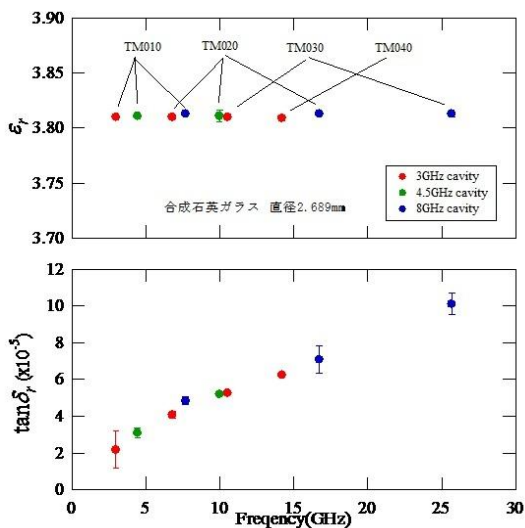 3.90
TM010
TM020
TM030
TM040
3.85
εr
3.80
3GHz cavity
4.5GHz cavity
8GHz cavity
3.75
合成石英ガラス 直径2.689mm
3.70
12
10
8
tanδr (x10-5)
6
4
2
0
0 5 10 15 20 25 30
Freqency(GHz)